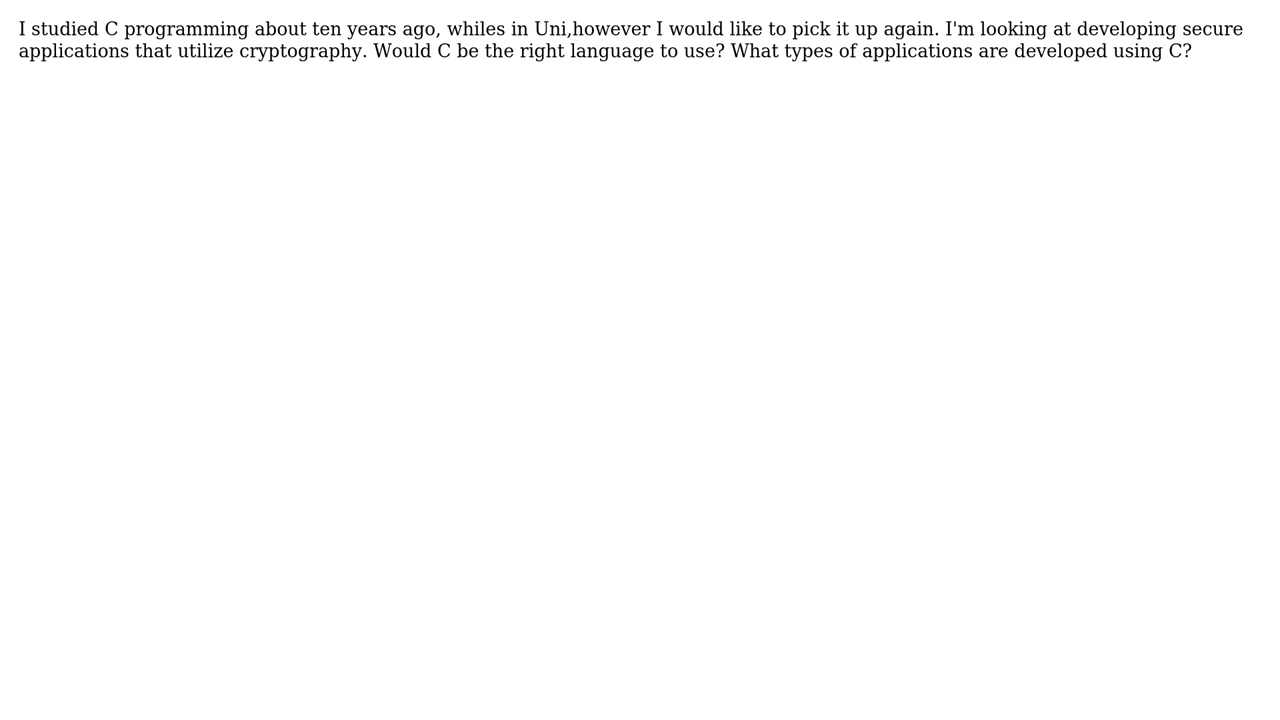 I studied C programming about ten years ago, whiles in Uni,however I would like to pick it up again. I'm looking at developing secure
applications that utilize cryptography. Would C be the right language to use? What types of applications are developed using C?